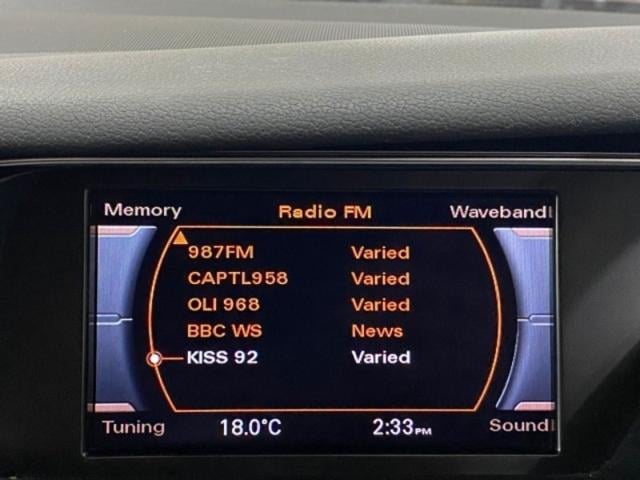 Memory Radio FM Waveband
987FM Varied
CAPTL958 Varied
OLI 968 Varied
BBC WS News
KISS 92 Varied
Tuning 18.0°C 2:33PM Sound